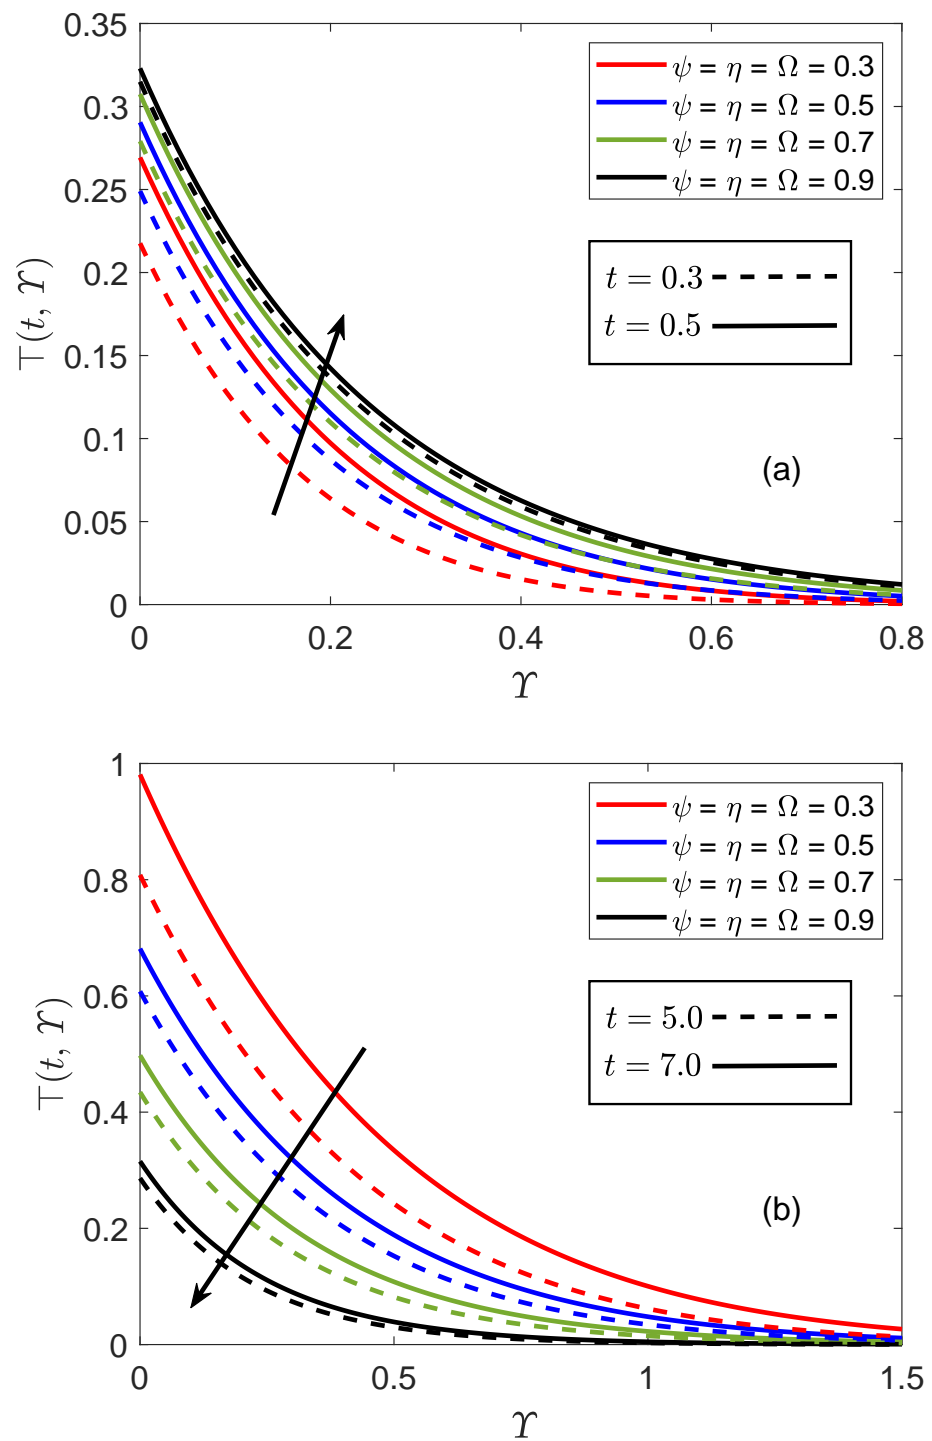 0.35
0.3
0.25
0.2
0.15
0.1
0.05
0
⊤(t, ϒ)
ψ = η = Ω = 0.3
ψ = η = Ω = 0.5
ψ = η = Ω = 0.7
ψ = η = Ω = 0.9
t = 0.3
t = 0.5
(a)
0 0.2 0.4 0.6 0.8
ϒ
1
0.8
0.6
0.4
0.2
0
⊤(t, ϒ)
ψ = η = Ω = 0.3
ψ = η = Ω = 0.5
ψ = η = Ω = 0.7
ψ = η = Ω = 0.9
t = 5.0
t = 7.0
(b)
0 0.5 1 1.5
ϒ